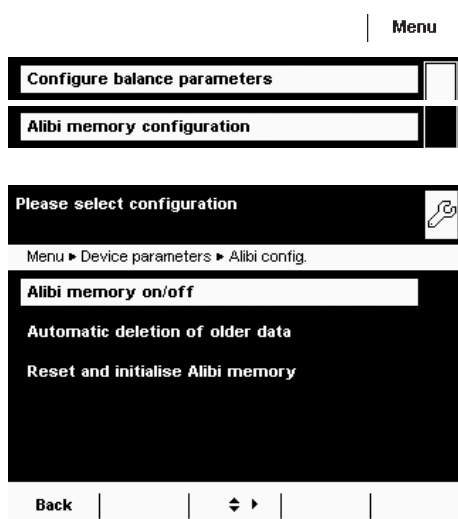 Menu
Configure balance parameters
Alibi memory configuration
Please select configuration
Menu ▸ Device parameters ▸ Alibi config.
Alibi memory on/off
Automatic deletion of older data
Reset and initialise Alibi memory
Back